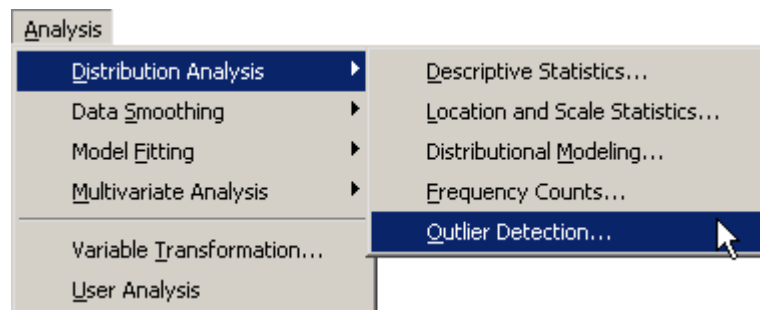 Analysis
Distribution Analysis
Data Smoothing
Model Fitting
Multivariate Analysis
Variable Transformation...
User Analysis
Descriptive Statistics...
Location and Scale Statistics...
Distributional Modeling...
Frequency Counts...
Outlier Detection...